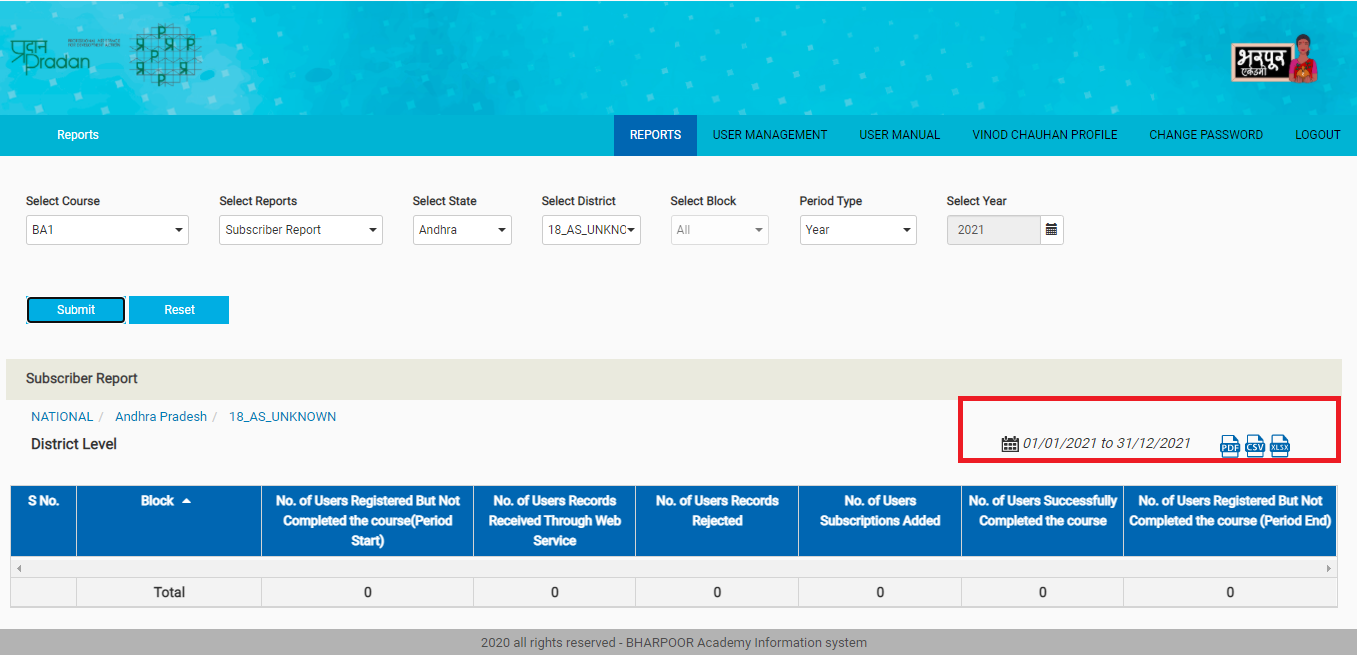 प्रदान
Pradan
PROFESSIONAL ASSISTANCE
FOR DEVELOPMENT ACTION
भरपूर
एकेडमी
Reports
REPORTS USER MANAGEMENT USER MANUAL VINOD CHAUHAN PROFILE CHANGE PASSWORD LOGOUT
Select Course Select Reports Select State Select District Select Block Period Type Select Year
BA1 Subscriber Report Andhra 18_AS_UNKNO All Year 2021
Submit Reset
Subscriber Report
NATIONAL / Andhra Pradesh / 18_AS_UNKNOWN
District Level
01/01/2021 to 31/12/2021 PDF CSV XLSX
S No. Block No. of Users Registered But Not Completed the course(Period Start) No. of Users Records Received Through Web Service No. of Users Records Rejected No. of Users Subscriptions Added No. of Users Successfully Completed the course No. of Users Registered But Not Completed the course (Period End)
Total 0 0 0 0 0 0
2020 all rights reserved - BHARPOOR Academy Information system